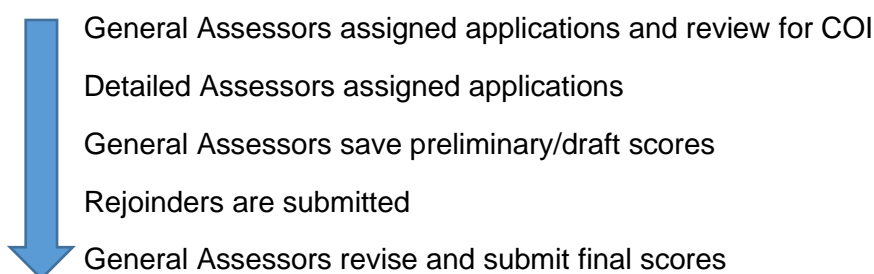 General Assessors assigned applications and review for COI
Detailed Assessors assigned applications
General Assessors save preliminary/draft scores
Rejoinders are submitted
General Assessors revise and submit final scores